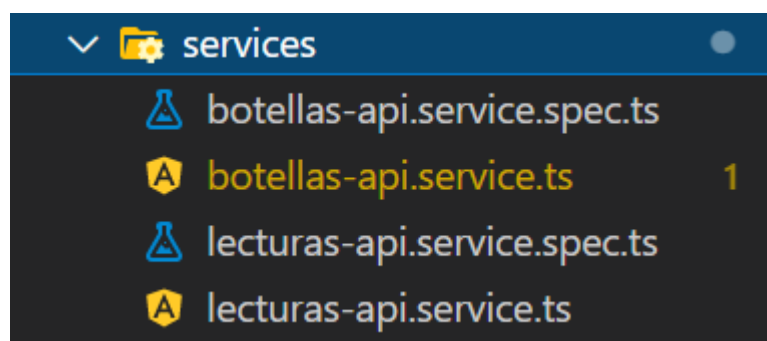 services
botellas-api.service.spec.ts
botellas-api.service.ts 1
lecturas-api.service.spec.ts
lecturas-api.service.ts